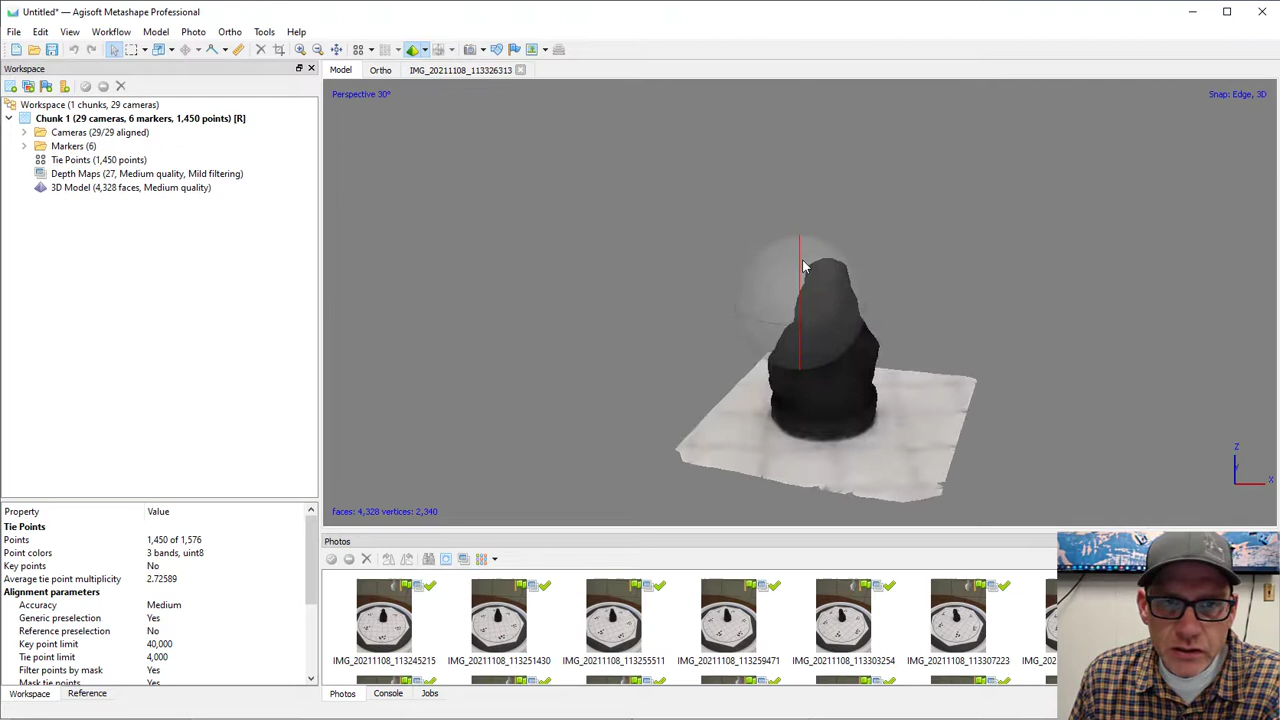 Untitled* — Agisoft Metashape Professional
File Edit View Workflow Model Photo Ortho Tools Help
Workspace
Model Ortho IMG_20211108_113326313
Perspective 30°
Snap: Edge, 3D
Workspace (1 chunks, 29 cameras)
Chunk 1 (29 cameras, 6 markers, 1,450 points) [R]
Cameras (29/29 aligned)
Markers (6)
Tie Points (1,450 points)
Depth Maps (27, Medium quality, Mild filtering)
3D Model (4,328 faces, Medium quality)
Z
Y
X
faces: 4,328 vertices: 2,340
Property Value
Tie Points
Points 1,450 of 1,576
Point colors 3 bands, uint8
Key points No
Average tie point multiplicity 2.72589
Alignment parameters
Accuracy Medium
Generic preselection Yes
Reference preselection No
Key point limit 40,000
Tie point limit 4,000
Filter points by mask Yes
Mask tie points Yes
Workspace Reference
Photos
IMG_20211108_113245215 IMG_20211108_113251430 IMG_20211108_113255511 IMG_20211108_113259471 IMG_20211108_113303254 IMG_20211108_113307223
Photos Console Jobs